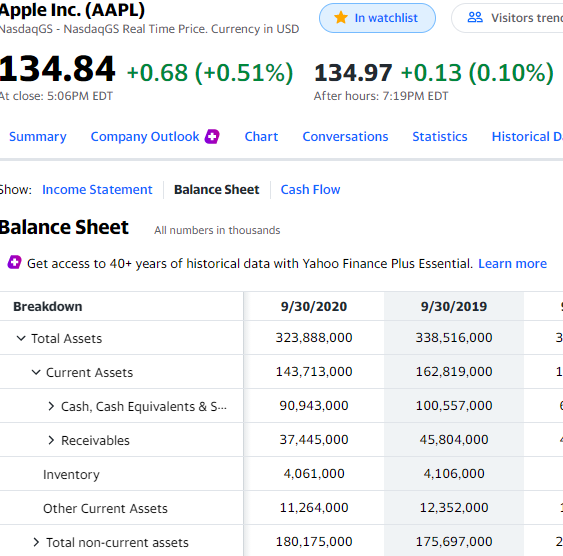 Apple Inc. (AAPL)
In watchlist
Visitors tren
NasdaqGS - NasdaqGS Real Time Price. Currency in USD
134.84 +0.68 (+0.51%)
134.97 +0.13 (0.10%)
At close: 5:06PM EDT
After hours: 7:19PM EDT
Summary Company Outlook Chart Conversations Statistics Historical D
Show: Income Statement Balance Sheet Cash Flow
Balance Sheet All numbers in thousands
Get access to 40+ years of historical data with Yahoo Finance Plus Essential. Learn more
Breakdown 9/30/2020 9/30/2019
Total Assets 323,888,000 338,516,000
Current Assets 143,713,000 162,819,000
Cash, Cash Equivalents & S... 90,943,000 100,557,000
Receivables 37,445,000 45,804,000
Inventory 4,061,000 4,106,000
Other Current Assets 11,264,000 12,352,000
Total non-current assets 180,175,000 175,697,000